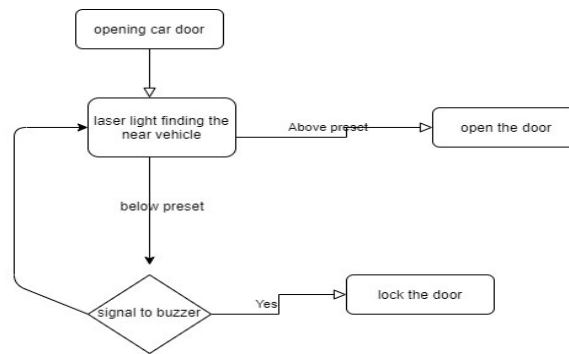 opening car door
laser light finding the
near vehicle
Above preset
open the door
below preset
signal to buzzer
Yes
lock the door